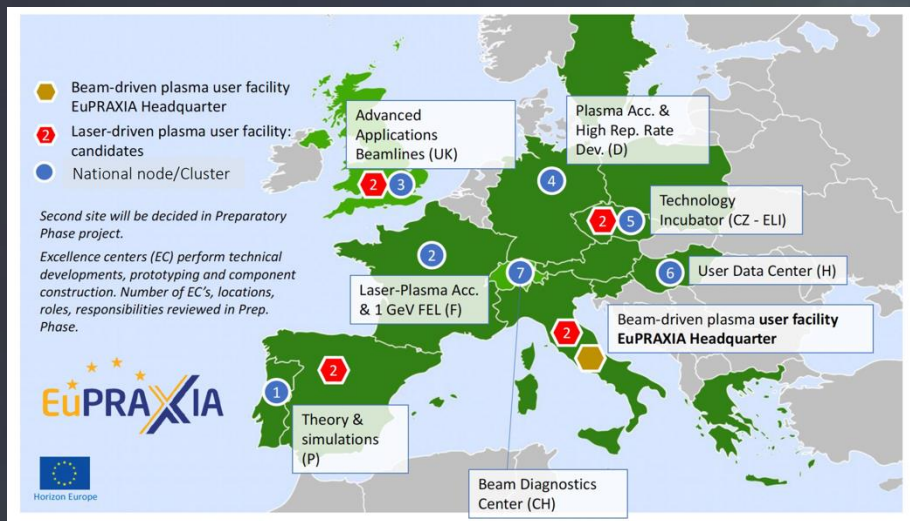 Beam-driven plasma user facility
EuPRAXIA Headquarter
2
Laser-driven plasma user facility:
candidates
National node/Cluster
Second site will be decided in Preparatory
Phase project.
Excellence centers (EC) perform technical
developments, prototyping and component
construction. Number of EC's, locations,
roles, responsibilities reviewed in Prep.
Phase.
EuPRAXIA
Horizon Europe
Advanced
Applications
Beamlines (UK)
2
3
Plasma Acc. &
High Rep. Rate
Dev. (D)
4
2
5
Technology
Incubator (CZ - ELI)
2
Laser-Plasma Acc.
& 1 GeV FEL (F)
7
6
User Data Center (H)
2
Beam-driven plasma user facility
EuPRAXIA Headquarter
2
1
Theory &
simulations
(P)
Beam Diagnostics
Center (CH)